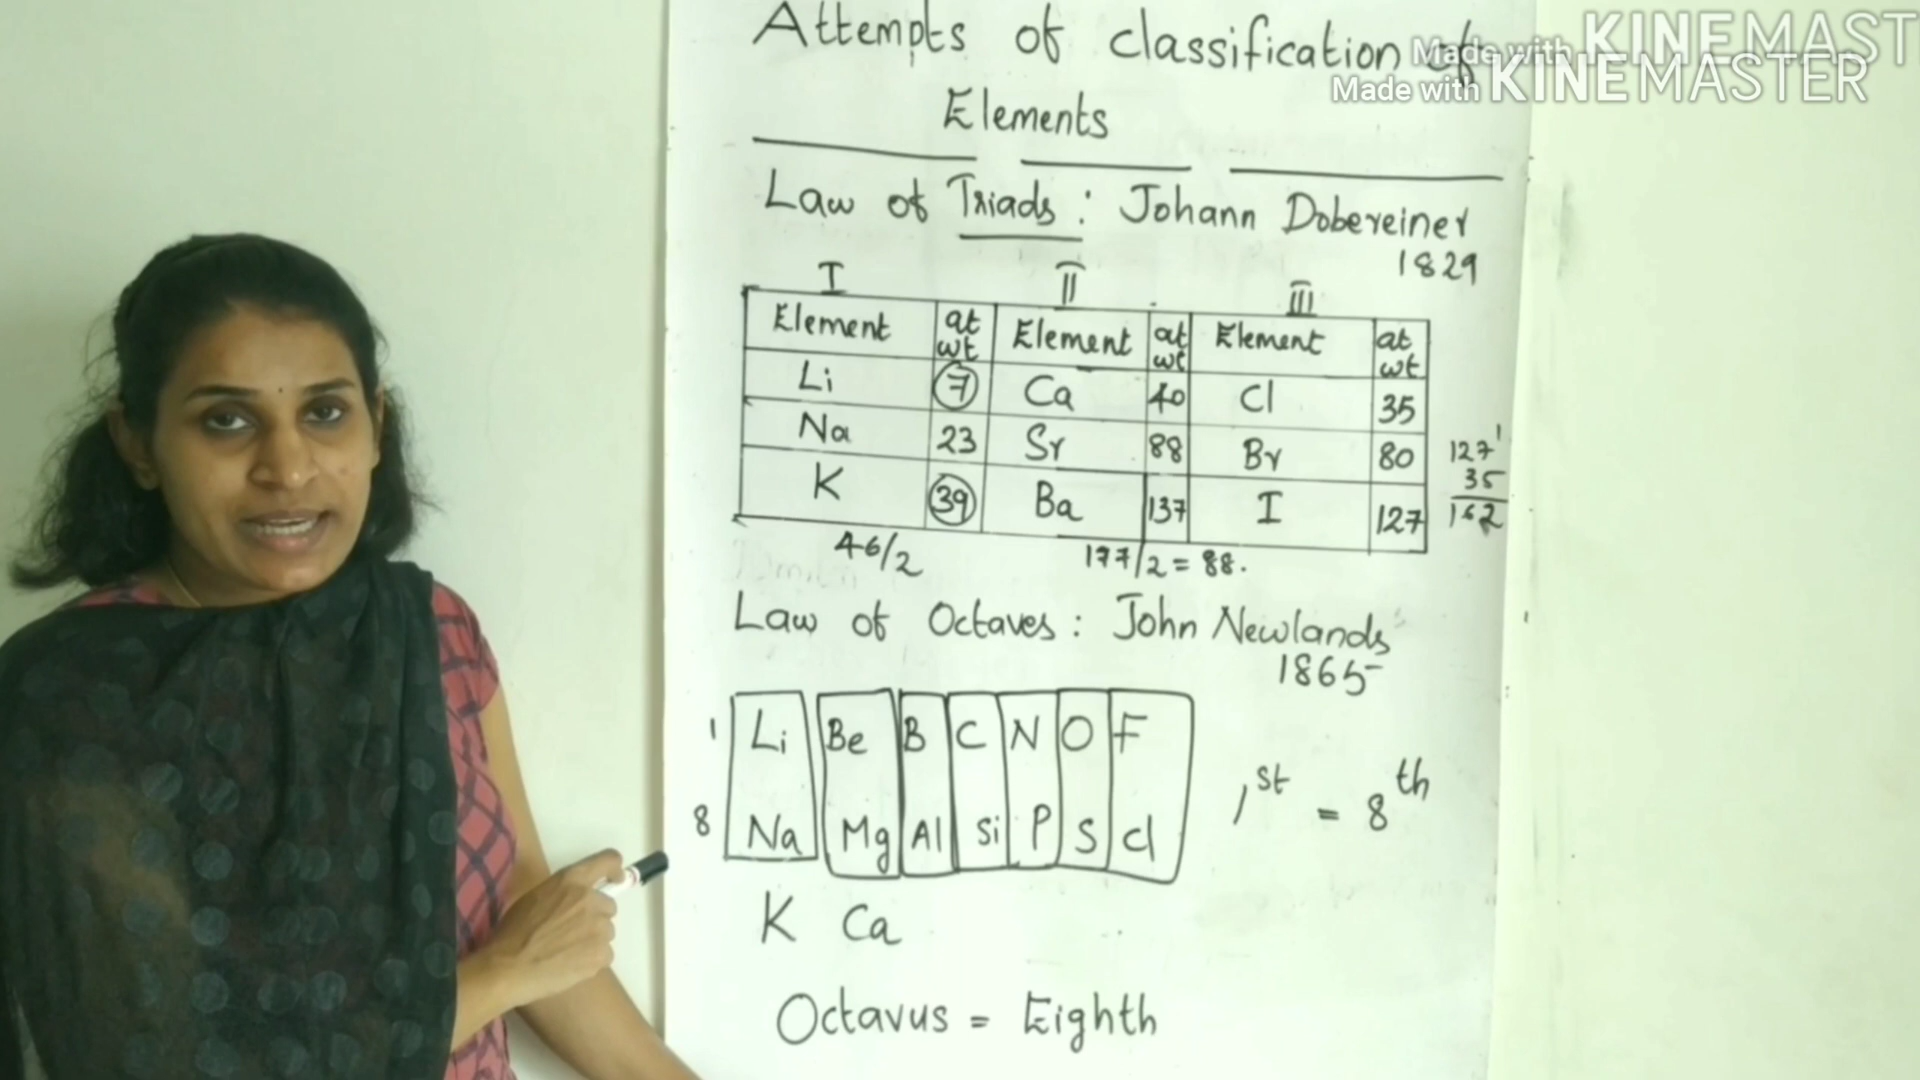 Attempts of classification of
Made with KINEMAST
Made with KINEMASTER
Elements
Law of Triads : Johann Dobereiner
1829
I II III
Element at wt Element at wt Element at wt
Li 7 Ca 40 Cl 35
Na 23 Sr 88 Br 80
K 39 Ba 137 I 127
127
35
162
46/2 177/2 = 88.
Law of Octaves : John Newlands
1865
1 Li Be B C N O F
8 Na Mg Al Si P S Cl
1st = 8th
K Ca
Octavus = Eighth